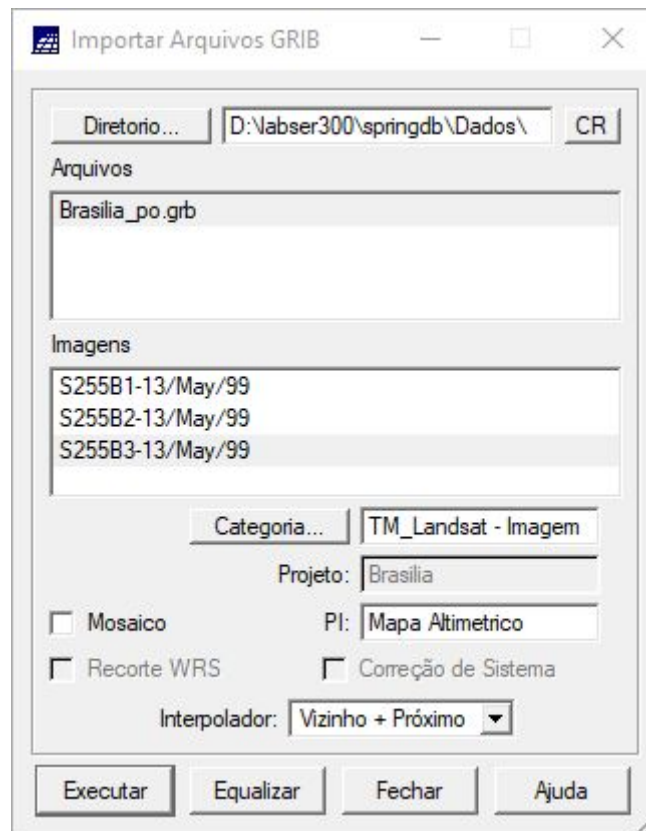 Importar Arquivos GRIB
Diretorio... D:\labser300\springdb\Dados\ CR
Arquivos
Brasilia_po.grb
Imagens
S255B1-13/May/99
S255B2-13/May/99
S255B3-13/May/99
Categoria... TM_Landsat - Imagem
Projeto: Brasilia
Mosaico PI: Mapa Altimetrico
Recorte WRS Correção de Sistema
Interpolador: Vizinho + Próximo
Executar Equalizar Fechar Ajuda